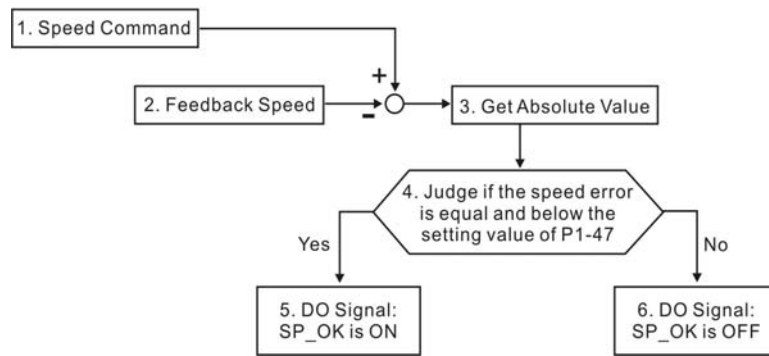 1. Speed Command
+
2. Feedback Speed
-
3. Get Absolute Value
4. Judge if the speed error
is equal and below the
setting value of P1-47
Yes
No
5. DO Signal:
SP_OK is ON
6. DO Signal:
SP_OK is OFF